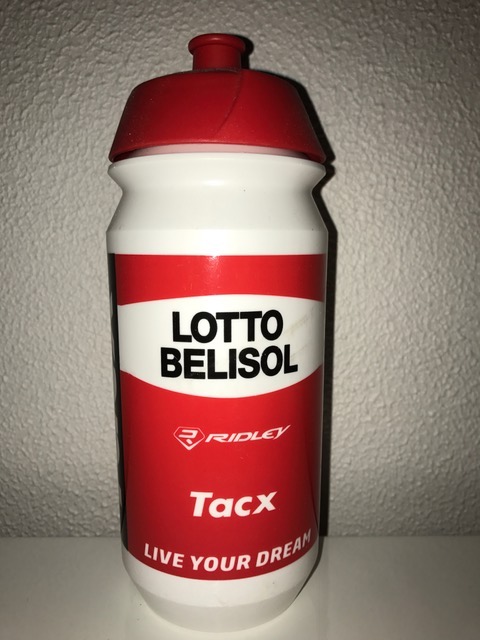 LOTTO
BELISOL
RIDLEY
Tacx
LIVE YOUR DREAM